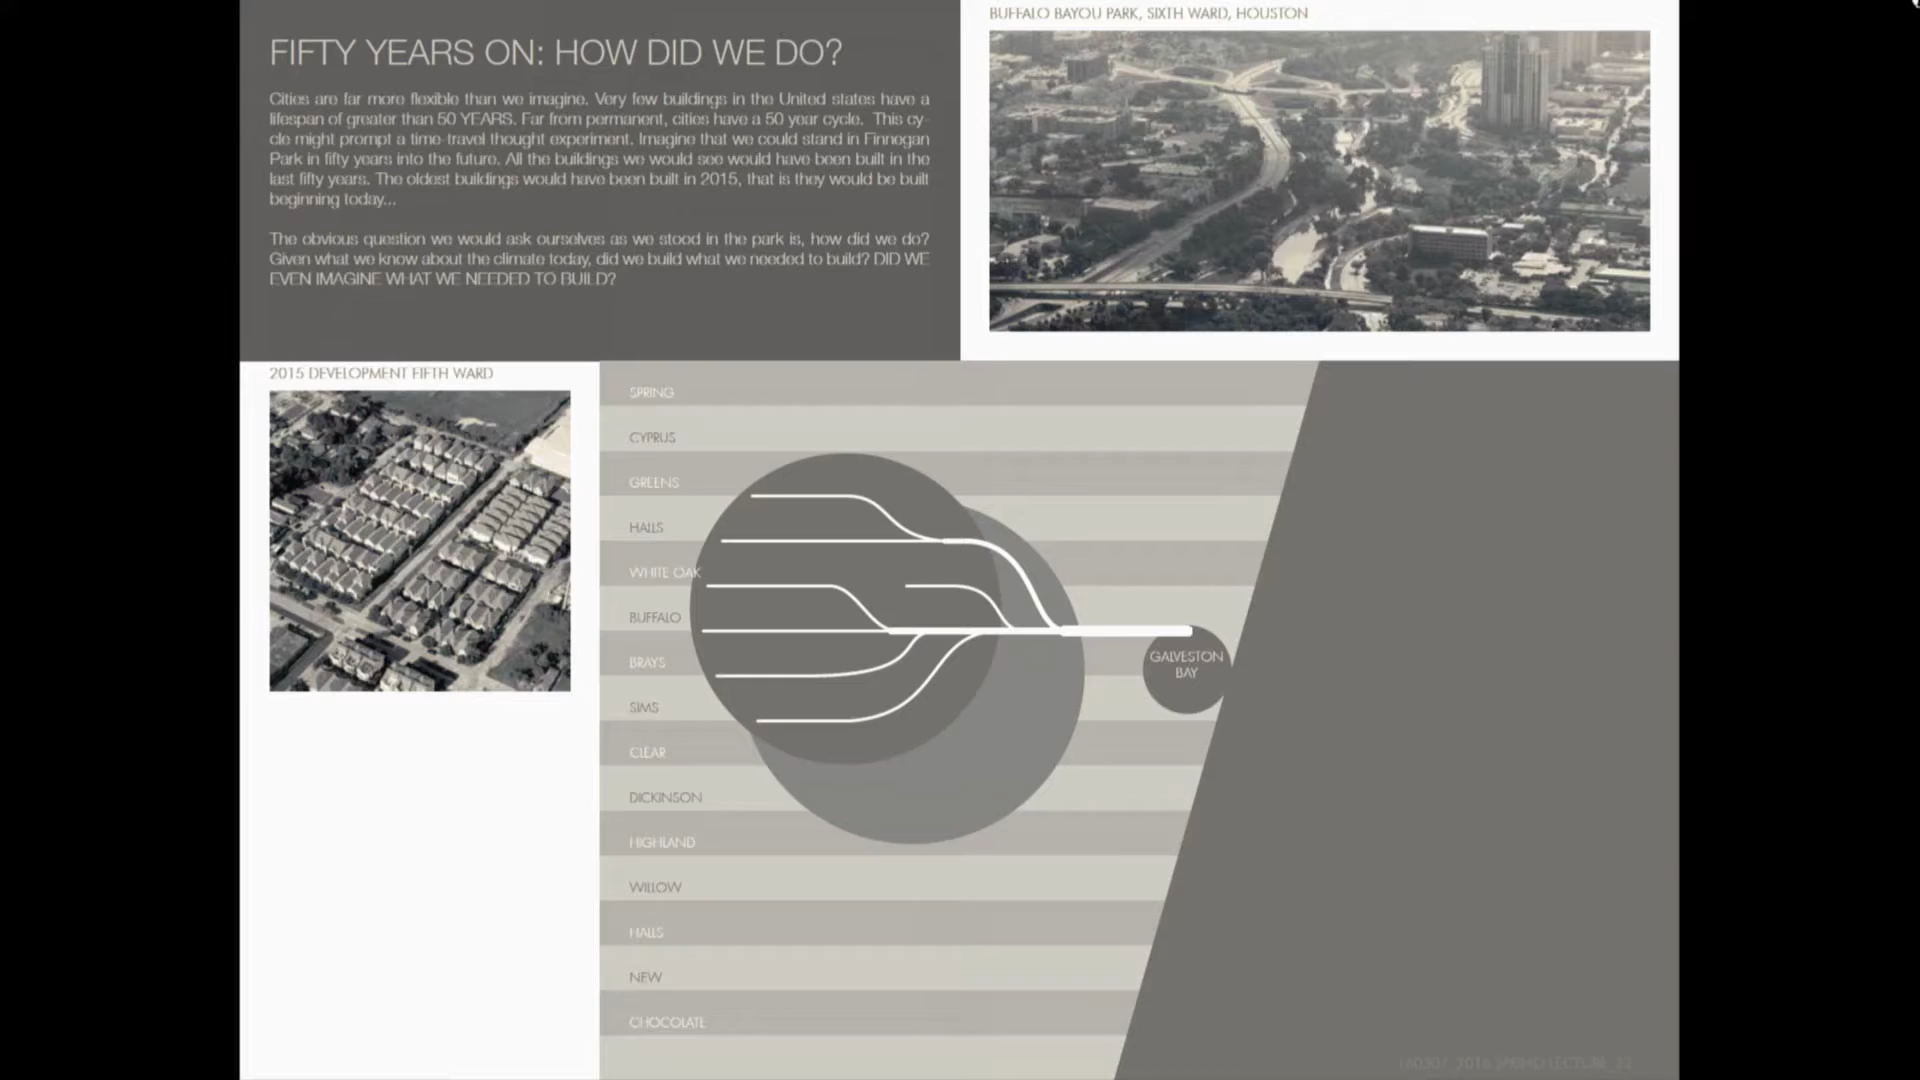 FIFTY YEARS ON: HOW DID WE DO?
Cities are far more flexible than we imagine. Very few buildings in the United states have a
lifespan of greater than 50 YEARS. Far from permanent, cities have a 50 year cycle. This cy-
cle might prompt a time-travel thought experiment. Imagine that we could stand in Finnegan
Park in fifty years into the future. All the buildings we would see would have been built in the
last fifty years. The oldest buildings would have been built in 2015, that is they would be built
beginning today...
The obvious question we would ask ourselves as we stood in the park is, how did we do?
Given what we know about the climate today, did we build what we needed to build? DID WE
EVEN IMAGINE WHAT WE NEEDED TO BUILD?
BUFFALO BAYOU PARK, SIXTH WARD, HOUSTON
2015 DEVELOPMENT FIFTH WARD
SPRING
CYPRUS
GREENS
HALLS
WHITE OAK
BUFFALO
BRAYS
SIMS
CLEAR
DICKINSON
HIGHLAND
WILLOW
HALLS
NEW
CHOCOLATE
GALVESTON
BAY